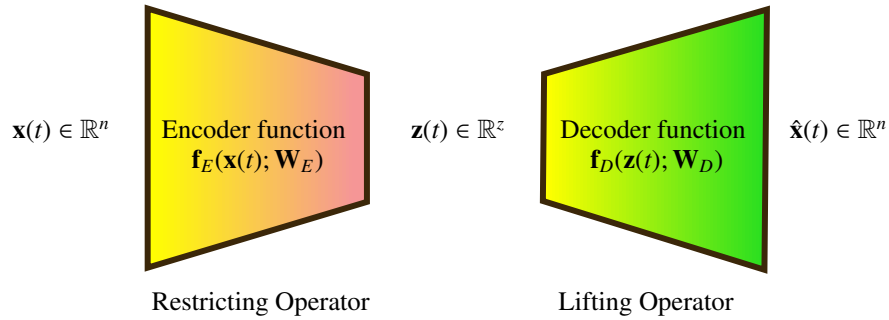 𝐱(t) ∈ ℝⁿ
Encoder function
𝐟_E(𝐱(t); 𝐖_E)
𝐳(t) ∈ ℝᶻ
Decoder function
𝐟_D(𝐳(t); 𝐖_D)
𝐱̂(t) ∈ ℝⁿ
Restricting Operator
Lifting Operator